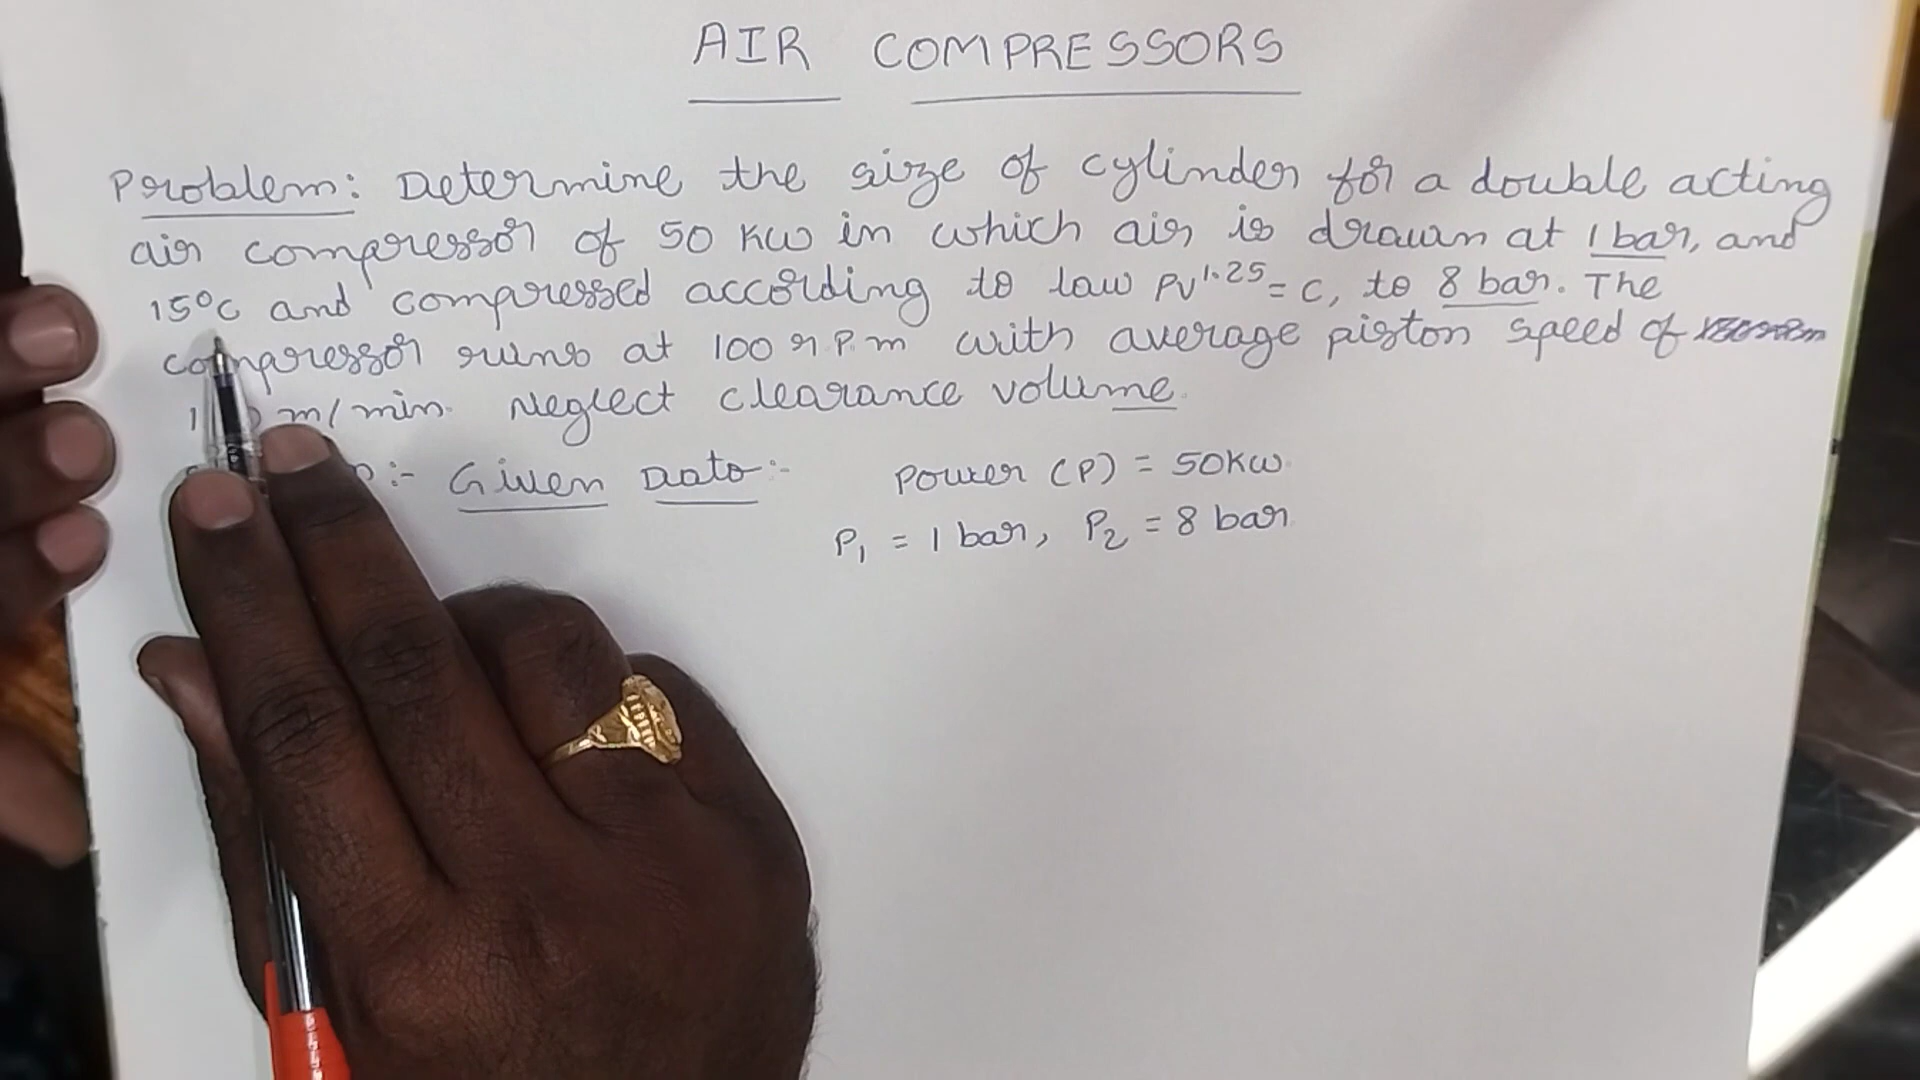 AIR COMPRESSORS
Problem: Determine the size of cylinder for a double acting
air compressor of 50 KW in which air is drawn at 1 bar, and
15°C and compressed according to law PV^1.25 = C, to 8 bar. The
compressor runs at 100 r.P.m with average piston speed of
m/min. Neglect clearance volume.
:- Given Data :- Power (P) = 50KW.
P₁ = 1 bar, P₂ = 8 bar